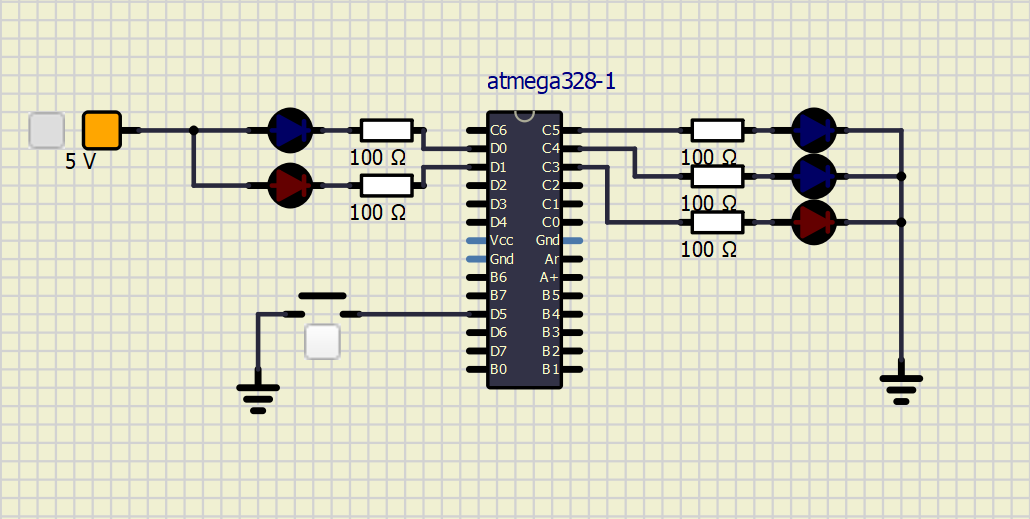 atmega328-1
5 V
100 Ω
100 Ω
C6 C5
D0 C4
D1 C3
D2 C2
D3 C1
D4 C0
Vcc Gnd
Gnd Ar
B6 A+
B7 B5
D5 B4
D6 B3
D7 B2
B0 B1
100 Ω
100 Ω
100 Ω